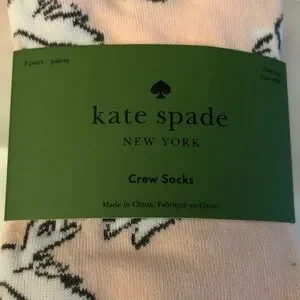 3 pairs / paires
kate spade
NEW YORK
Crew Socks
Made in China/Fabriqué en Chine